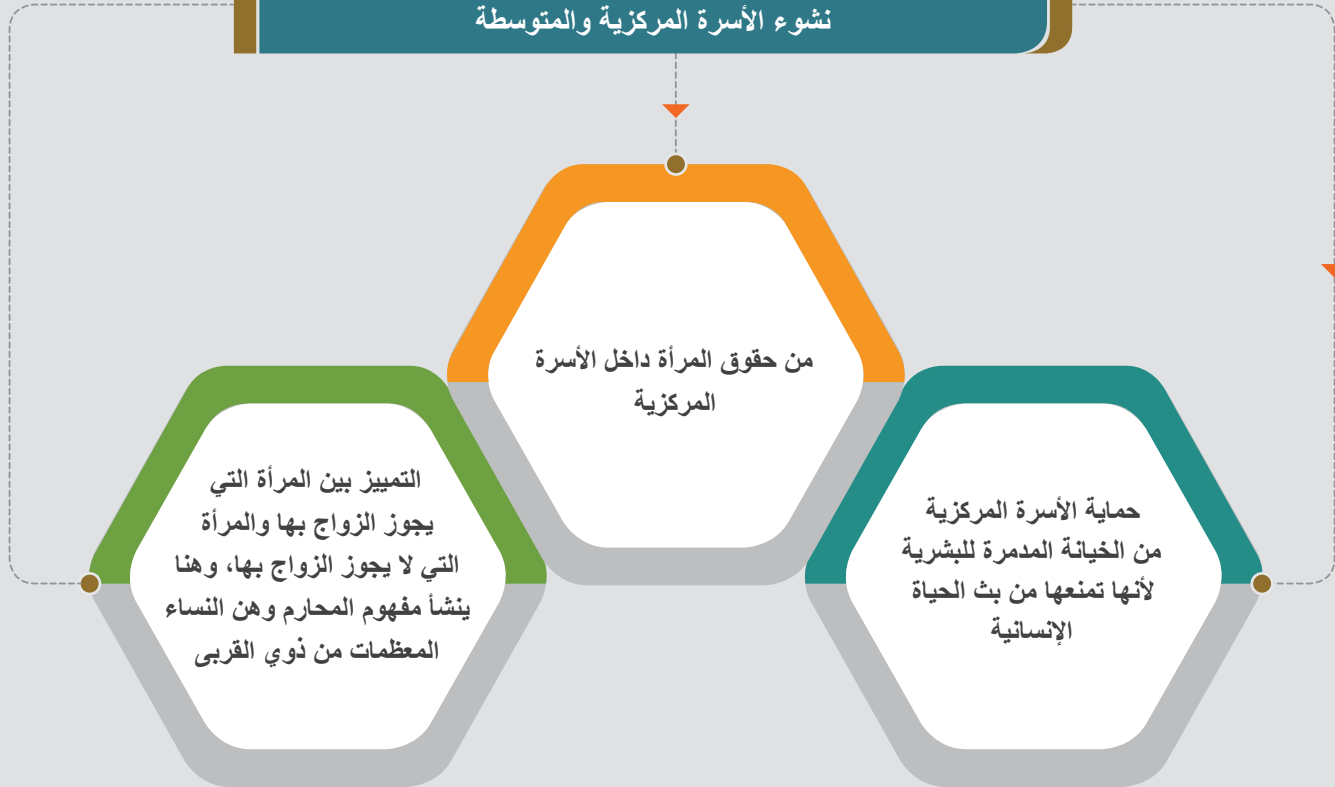 نشوء الأسرة المركزية والمتوسطة
من حقوق المرأة داخل الأسرة
المركزية
حماية الأسرة المركزية
من الخيانة المدمرة للبشرية
لأنها تمنعها من بث الحياة
الإنسانية
التمييز بين المرأة التي
يجوز الزواج بها والمرأة
التي لا يجوز الزواج بها، وهنا
ينشأ مفهوم المحارم وهن النساء
المعظمات من ذوي القربى